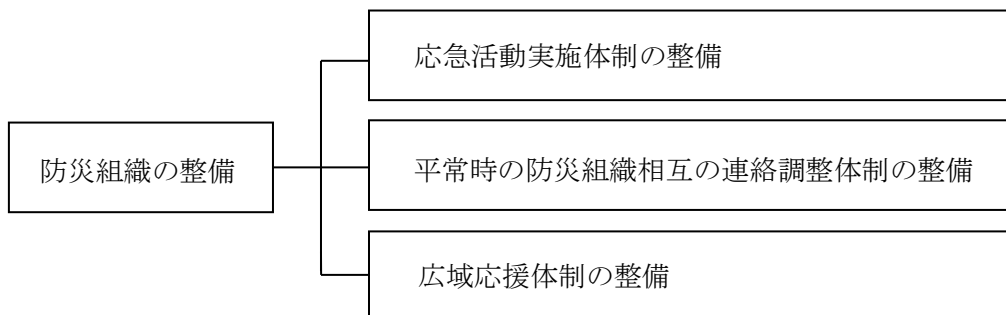 応急活動実施体制の整備
防災組織の整備
平常時の防災組織相互の連絡調整体制の整備
広域応援体制の整備